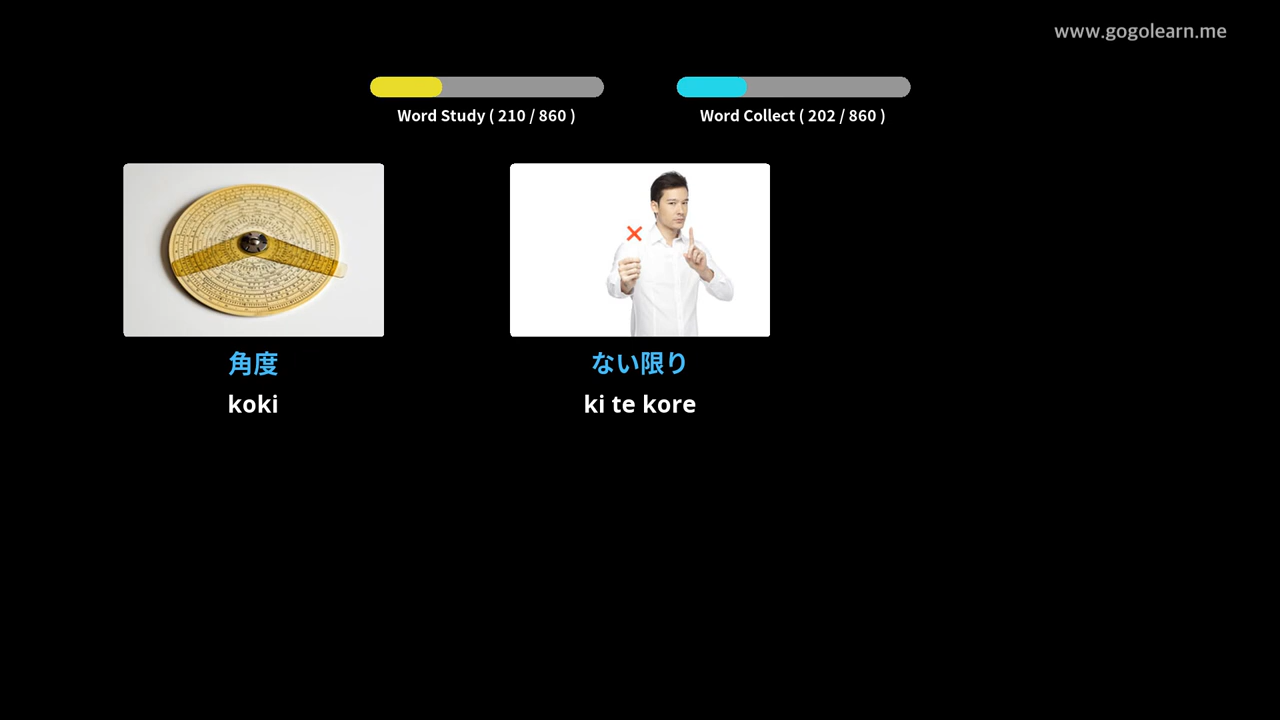 www.gogolearn.me
Word Study ( 210 / 860 )
Word Collect ( 202 / 860 )
角度
koki
ない限り
ki te kore